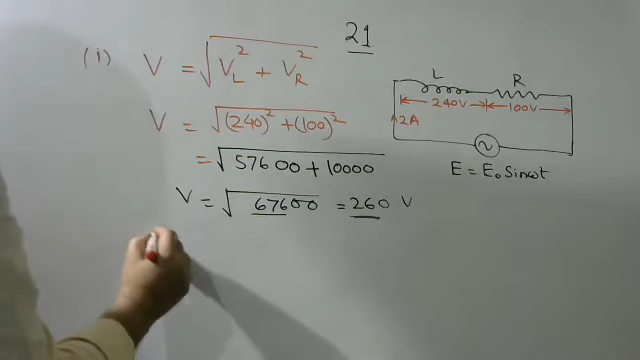 21
(i) V = √V_L² + V_R²
V = √(240)² + (100)²
= √57600 + 10000
V = √67600 = 260 V
L R
240V 100V
2A
~
E = E₀ Sinωt